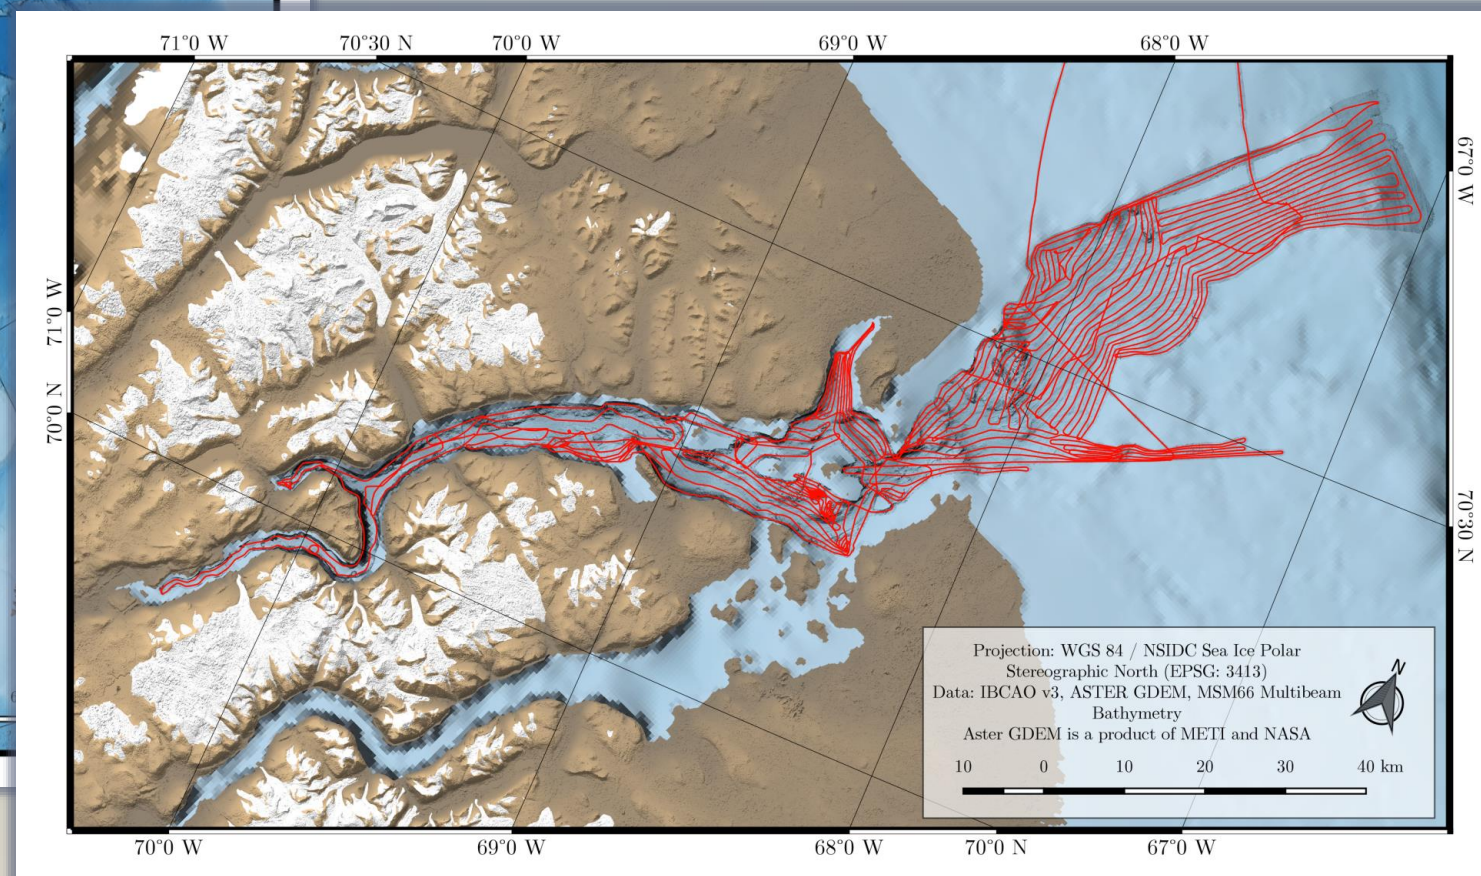 71°0 W 70°30 N 70°0 W 69°0 W 68°0 W
67°0 W
71°0 W
70°0 N
70°30 N
Projection: WGS 84 / NSIDC Sea Ice Polar
Stereographic North (EPSG: 3413)
Data: IBCAO v3, ASTER GDEM, MSM66 Multibeam
Bathymetry
Aster GDEM is a product of METI and NASA
N
10 0 10 20 30 40 km
70°0 W 69°0 W 68°0 W 70°0 N 67°0 W